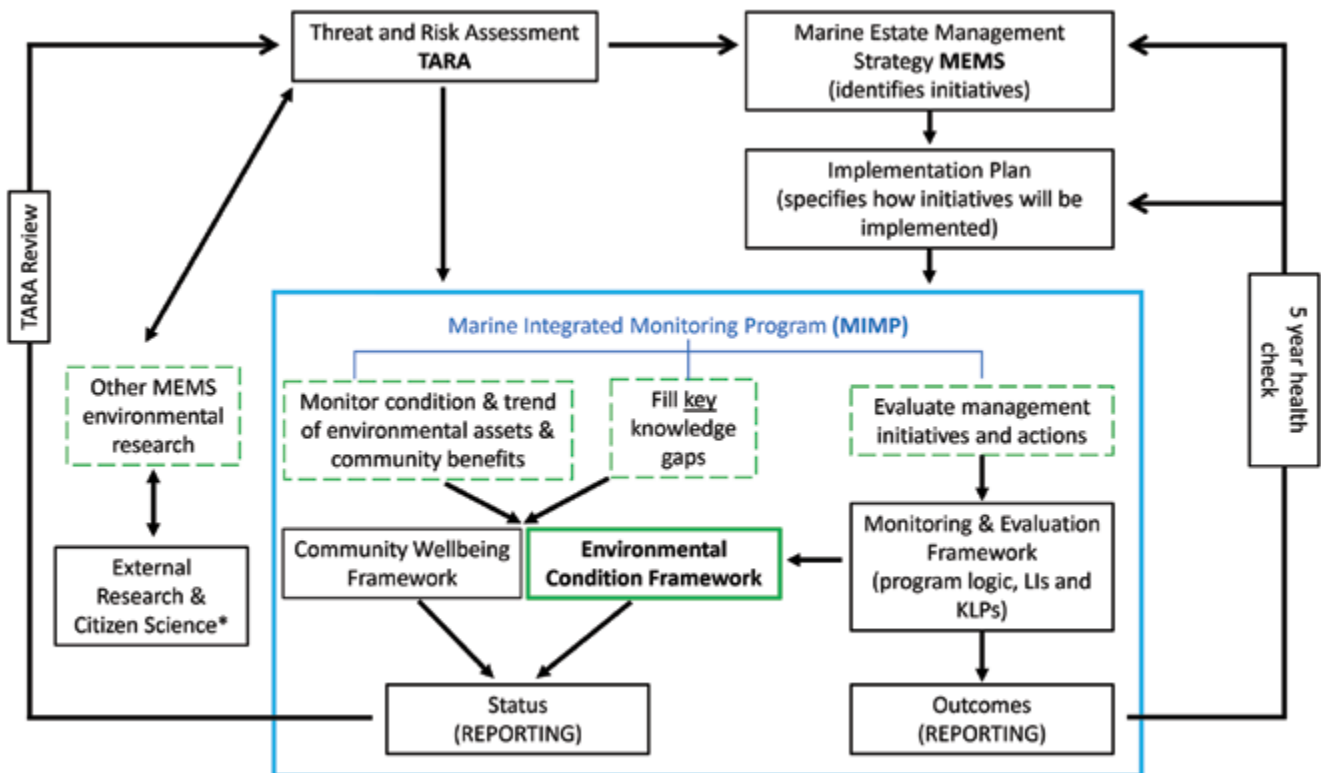 Threat and Risk Assessment
TARA
Marine Estate Management
Strategy MEMS
(identifies initiatives)
Implementation Plan
(specifies how initiatives will be
implemented)
TARA Review
5 year health
check
Marine Integrated Monitoring Program (MIMP)
Other MEMS
environmental
research
Monitor condition & trend
of environmental assets &
community benefits
Fill key
knowledge
gaps
Evaluate management
initiatives and actions
External
Research &
Citizen Science*
Community Wellbeing
Framework
Environmental
Condition Framework
Monitoring & Evaluation
Framework
(program logic, LIs and
KLPs)
Status
(REPORTING)
Outcomes
(REPORTING)